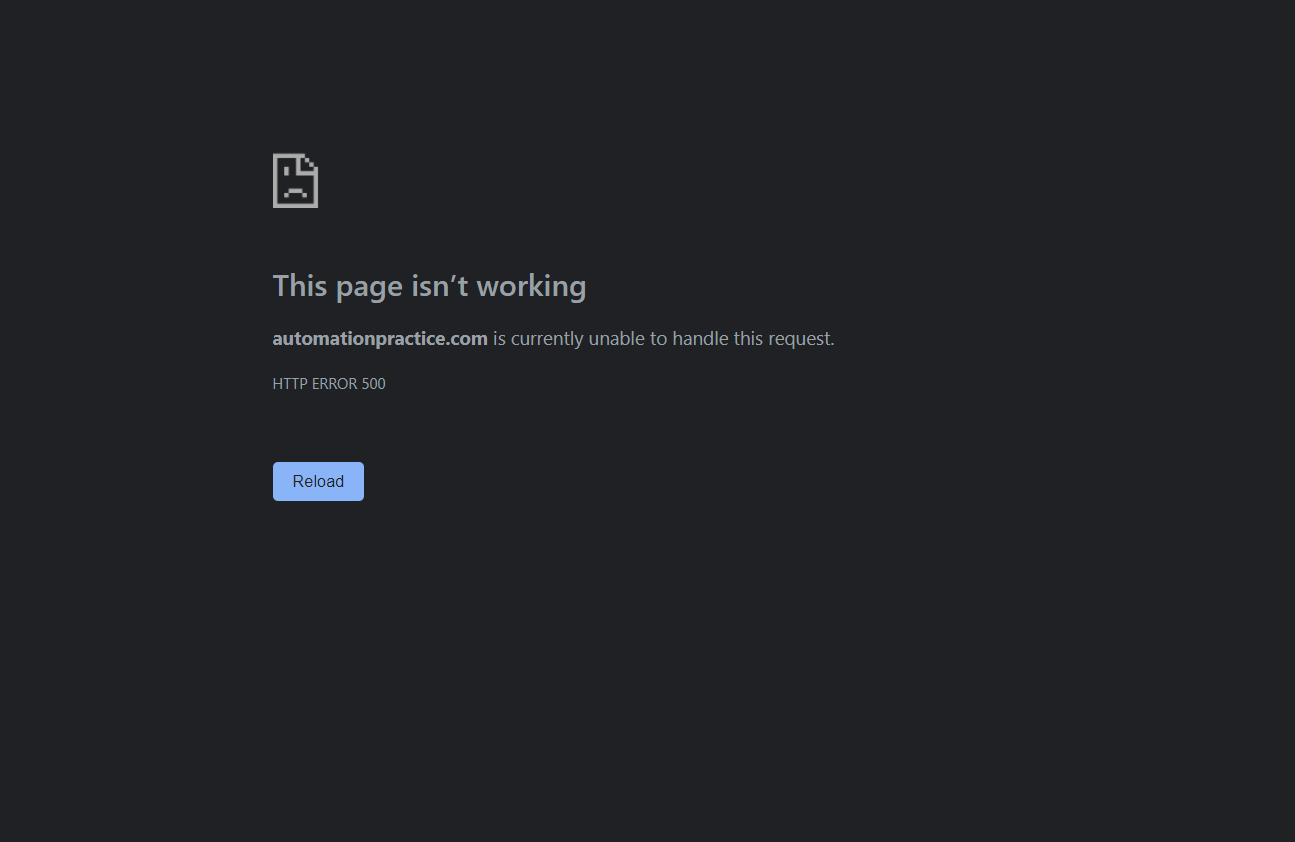 This page isn’t working
automationpractice.com is currently unable to handle this request.
HTTP ERROR 500
Reload